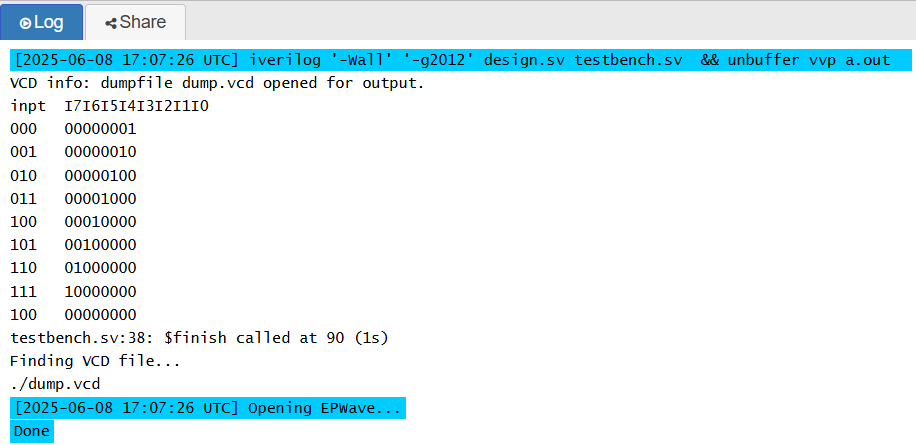 Log Share
[2025-06-08 17:07:26 UTC] iverilog '-Wall' '-g2012' design.sv testbench.sv  && unbuffer vvp a.out
VCD info: dumpfile dump.vcd opened for output.
inpt  I7I6I5I4I3I2I1I0
000   00000001
001   00000010
010   00000100
011   00001000
100   00010000
101   00100000
110   01000000
111   10000000
100   00000000
testbench.sv:38: $finish called at 90 (1s)
Finding VCD file...
./dump.vcd
[2025-06-08 17:07:26 UTC] Opening EPWave...
Done